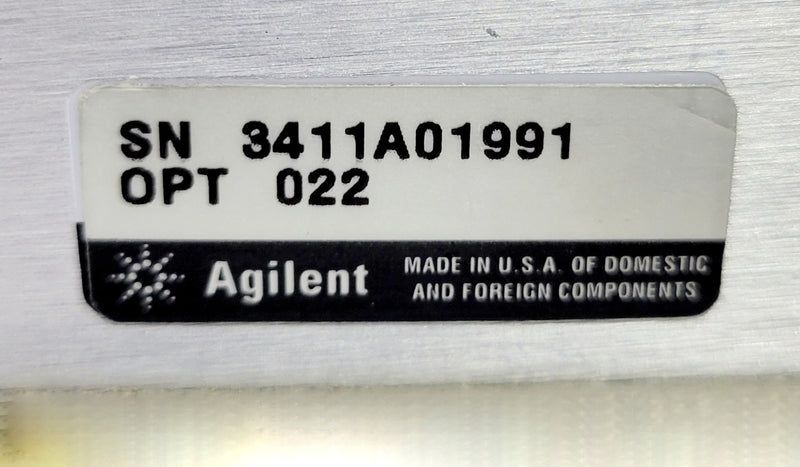 SN 3411A01991
OPT 022
Agilent
MADE IN U.S.A. OF DOMESTIC
AND FOREIGN COMPONENTS